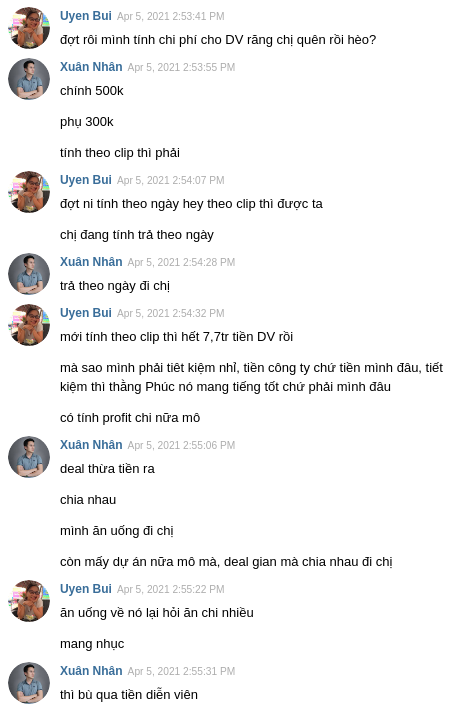 Uyen Bui Apr 5, 2021 2:53:41 PM
đợt rôi mình tính chi phí cho DV răng chị quên rồi hèo?
Xuân Nhân Apr 5, 2021 2:53:55 PM
chính 500k
phụ 300k
tính theo clip thì phải
Uyen Bui Apr 5, 2021 2:54:07 PM
đợt ni tính theo ngày hey theo clip thì được ta
chị đang tính trả theo ngày
Xuân Nhân Apr 5, 2021 2:54:28 PM
trả theo ngày đi chị
Uyen Bui Apr 5, 2021 2:54:32 PM
mới tính theo clip thì hết 7,7tr tiền DV rồi
mà sao mình phải tiêt kiệm nhỉ, tiền công ty chứ tiền mình đâu, tiết
kiệm thì thằng Phúc nó mang tiếng tốt chứ phải mình đâu
có tính profit chi nữa mô
Xuân Nhân Apr 5, 2021 2:55:06 PM
deal thừa tiền ra
chia nhau
mình ăn uống đi chị
còn mấy dự án nữa mô mà, deal gian mà chia nhau đi chị
Uyen Bui Apr 5, 2021 2:55:22 PM
ăn uống về nó lại hỏi ăn chi nhiều
mang nhục
Xuân Nhân Apr 5, 2021 2:55:31 PM
thì bù qua tiền diễn viên